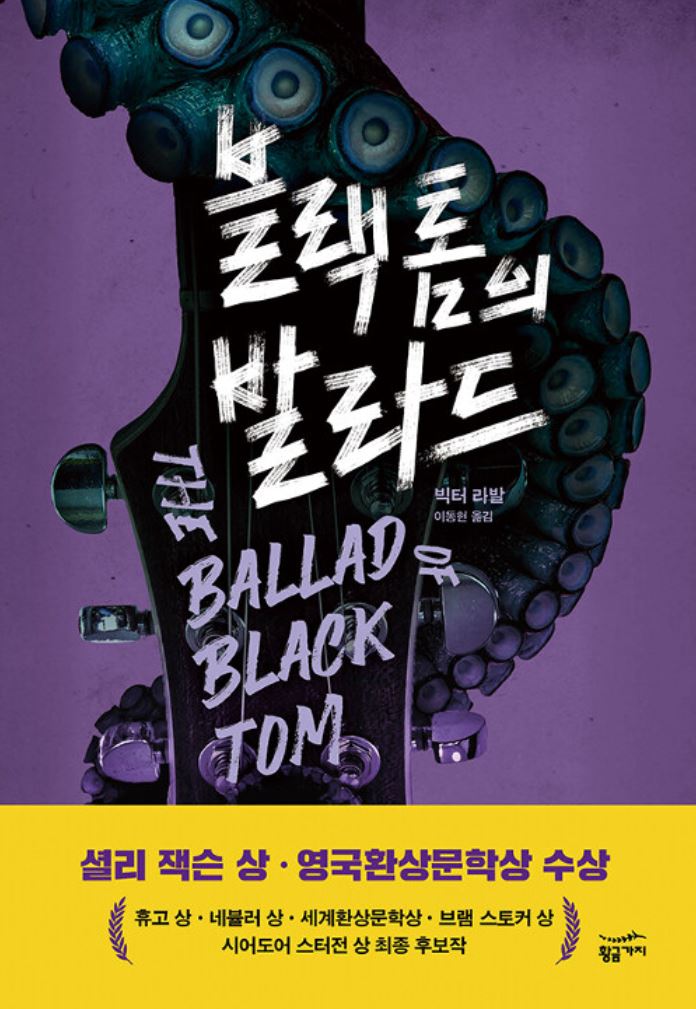 블랙 톰의
발라드
THE
BALLAD
OF
BLACK
TOM
빅터 라발
이동현 옮김
셜리 잭슨 상 · 영국환상문학상 수상
휴고 상 · 네뷸러 상 · 세계환상문학상 · 브램 스토커 상
시어도어 스터전 상 최종 후보작
황금가지